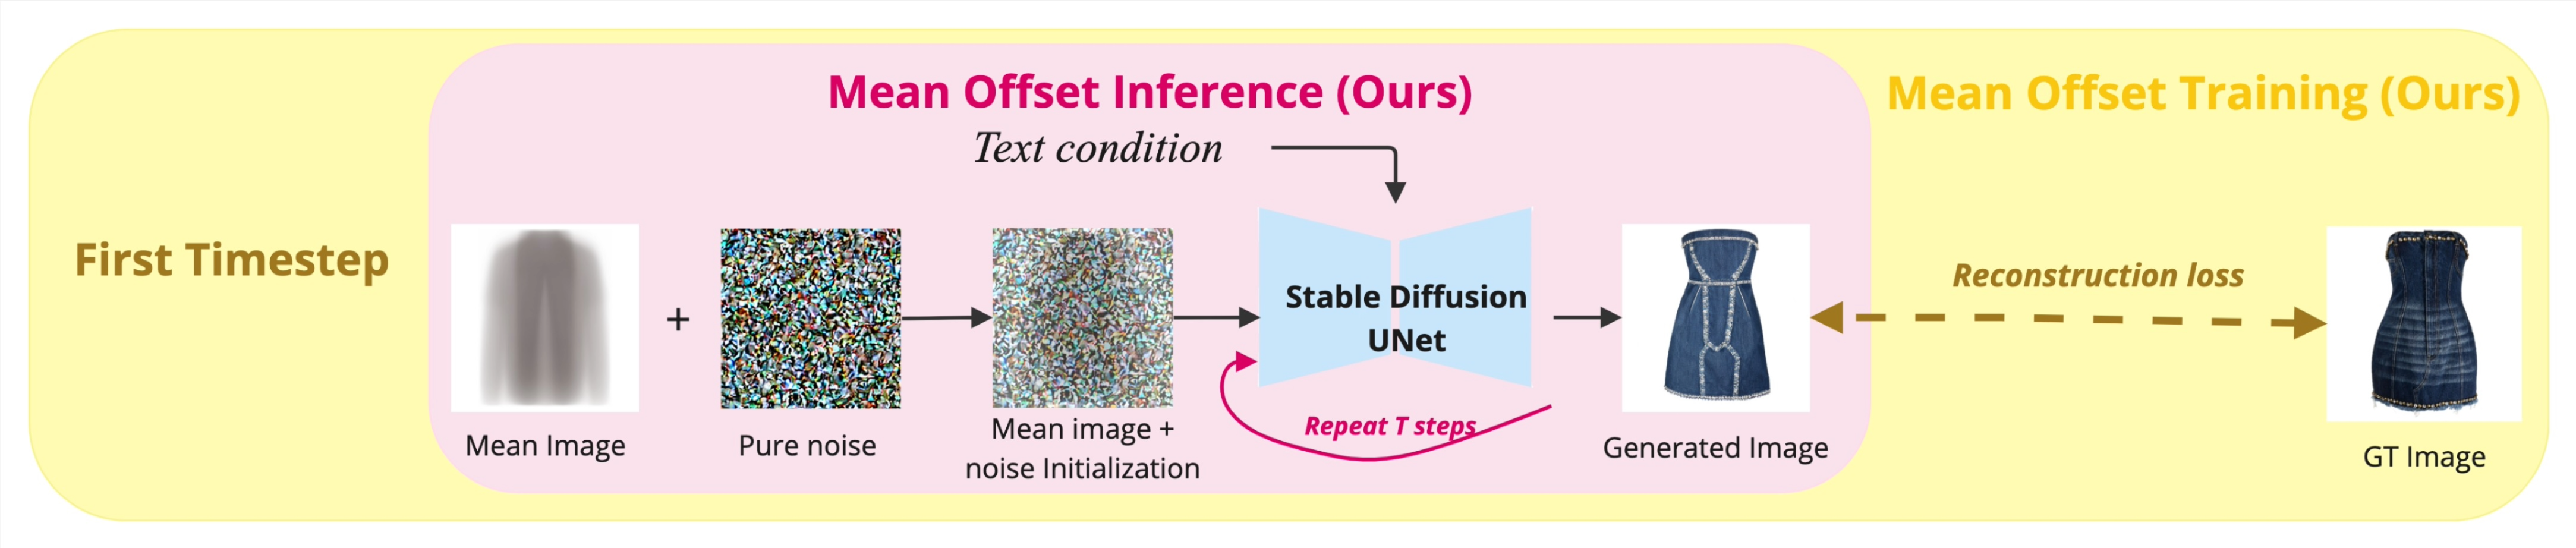 Mean Offset Inference (Ours)
Mean Offset Training (Ours)
Text condition
First Timestep
+
Stable Diffusion
UNet
Reconstruction loss
Repeat T steps
Mean Image
Pure noise
Mean image +
noise Initialization
Generated Image
GT Image